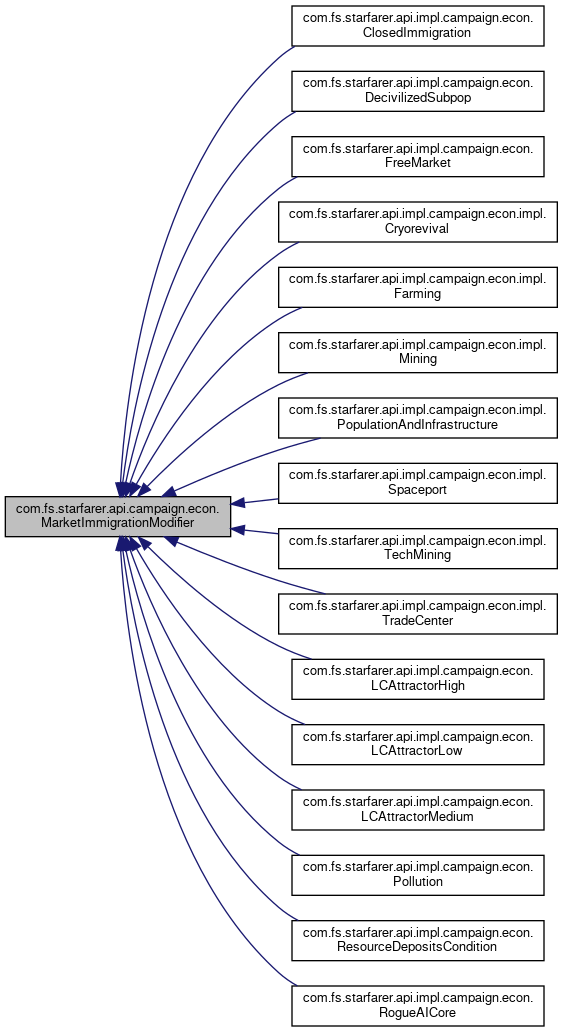 com.fs.starfarer.api.impl.campaign.econ.
ClosedImmigration
com.fs.starfarer.api.impl.campaign.econ.
DecivilizedSubpop
com.fs.starfarer.api.impl.campaign.econ.
FreeMarket
com.fs.starfarer.api.impl.campaign.econ.impl.
Cryorevival
com.fs.starfarer.api.impl.campaign.econ.impl.
Farming
com.fs.starfarer.api.impl.campaign.econ.impl.
Mining
com.fs.starfarer.api.impl.campaign.econ.impl.
PopulationAndInfrastructure
com.fs.starfarer.api.impl.campaign.econ.impl.
Spaceport
com.fs.starfarer.api.campaign.econ.
MarketImmigrationModifier
com.fs.starfarer.api.impl.campaign.econ.impl.
TechMining
com.fs.starfarer.api.impl.campaign.econ.impl.
TradeCenter
com.fs.starfarer.api.impl.campaign.econ.
LCAttractorHigh
com.fs.starfarer.api.impl.campaign.econ.
LCAttractorLow
com.fs.starfarer.api.impl.campaign.econ.
LCAttractorMedium
com.fs.starfarer.api.impl.campaign.econ.
Pollution
com.fs.starfarer.api.impl.campaign.econ.
ResourceDepositsCondition
com.fs.starfarer.api.impl.campaign.econ.
RogueAICore